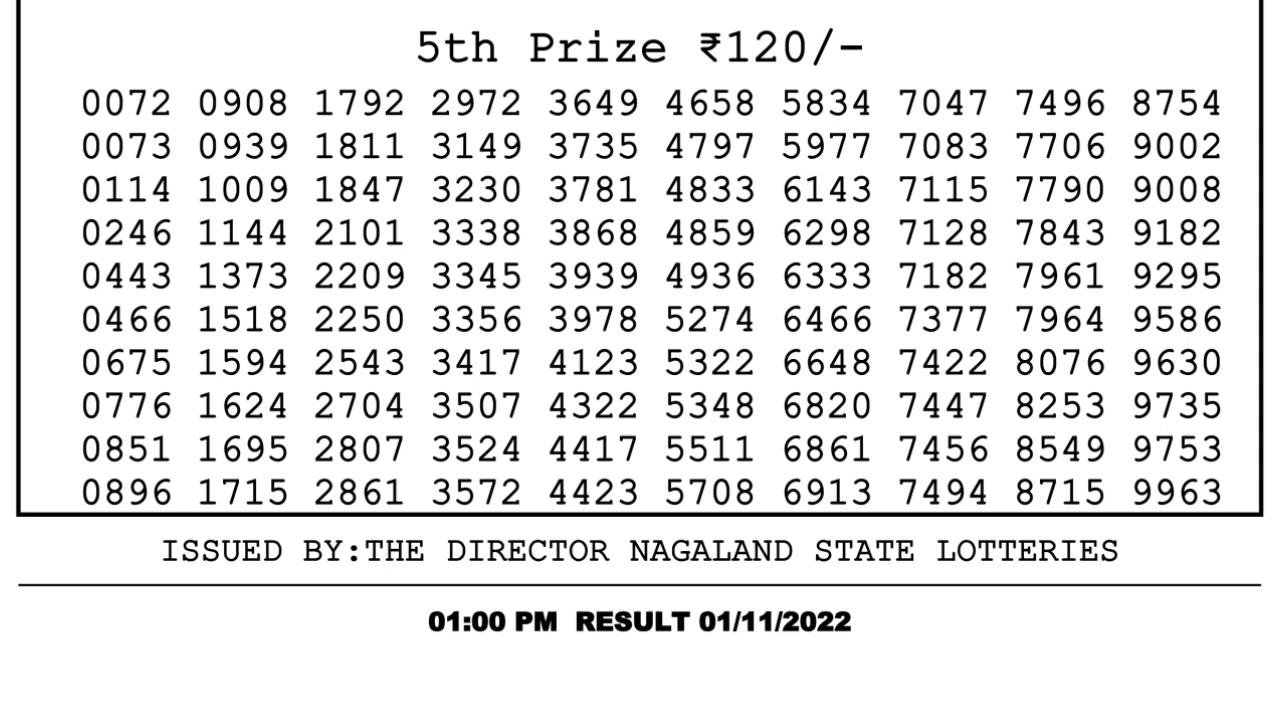 5th Prize ₹120/-
0072 0908 1792 2972 3649 4658 5834 7047 7496 8754
0073 0939 1811 3149 3735 4797 5977 7083 7706 9002
0114 1009 1847 3230 3781 4833 6143 7115 7790 9008
0246 1144 2101 3338 3868 4859 6298 7128 7843 9182
0443 1373 2209 3345 3939 4936 6333 7182 7961 9295
0466 1518 2250 3356 3978 5274 6466 7377 7964 9586
0675 1594 2543 3417 4123 5322 6648 7422 8076 9630
0776 1624 2704 3507 4322 5348 6820 7447 8253 9735
0851 1695 2807 3524 4417 5511 6861 7456 8549 9753
0896 1715 2861 3572 4423 5708 6913 7494 8715 9963
ISSUED BY:THE DIRECTOR NAGALAND STATE LOTTERIES
01:00 PM RESULT 01/11/2022